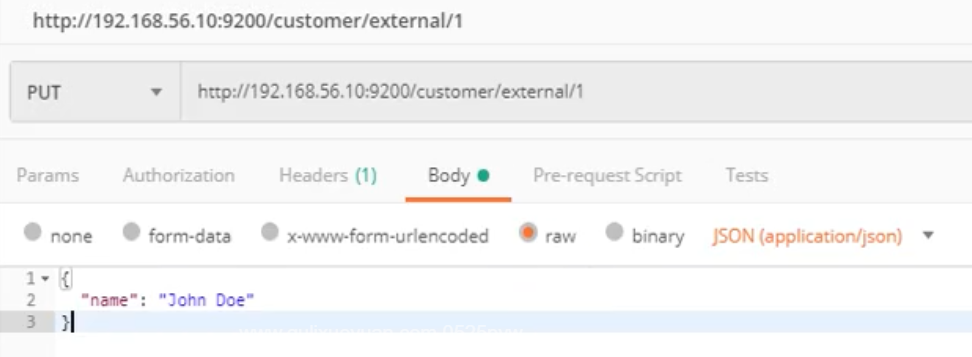 http://192.168.56.10:9200/customer/external/1
PUT http://192.168.56.10:9200/customer/external/1
Params Authorization Headers (1) Body Pre-request Script Tests
none form-data x-www-form-urlencoded raw binary JSON (application/json)
1 {
2 "name": "John Doe"
3 }